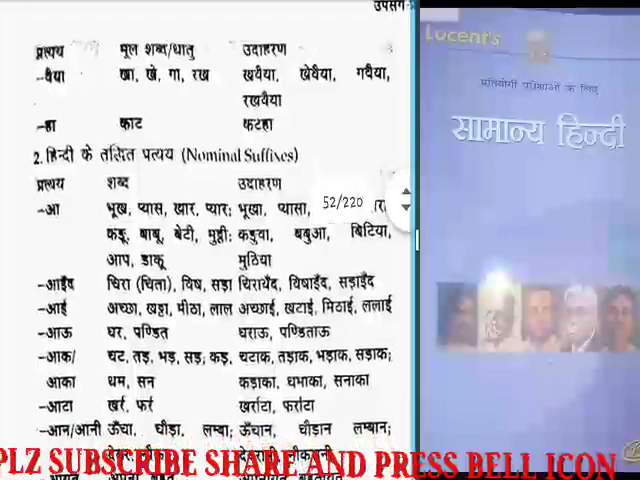 उपसर्ग
प्रत्यय मूल शब्द/धातु उदाहरण
–वैया खा, खे, गा, रख खवैया, खेवैया, गवैया,
रखवैया
–हा काट कटहा
2. हिन्दी के तद्धित प्रत्यय (Nominal Suffixes)
प्रत्यय शब्द उदाहरण
–आ भूख, प्यास, खार, प्यार; भूखा, प्यासा,
52/220
कडू, बाबू, बेटी, मुट्ठी; कडुवा, बबुआ, बिटिया,
आप, डाकू मुठिया
–आइँद चिरा (चिता), विष, सड़ा चिरायँद, विषाइँद, सड़ाइँद
–आई अच्छा, खट्टा, मीठा, लाल अच्छाई, खटाई, मिठाई, ललाई
–आऊ घर, पण्डित घराऊ, पण्डिताऊ
–आक/ चट, तड़, भड़, सड़; कड़, चटाक, तड़ाक, भड़ाक, सड़ाक;
आका धम, सन कड़ाका, धमाका, सनाका
–आटा खर्र, फर्र खर्राटा, फर्राटा
–आन/आनी ऊँचा, चौड़ा, लम्बा; ऊँचान, चौड़ान लम्बान;
Lucent's
प्रतियोगी परीक्षाओं के लिए
सामान्य हिन्दी
PLZ SUBSCRIBE SHARE AND PRESS BELL ICON